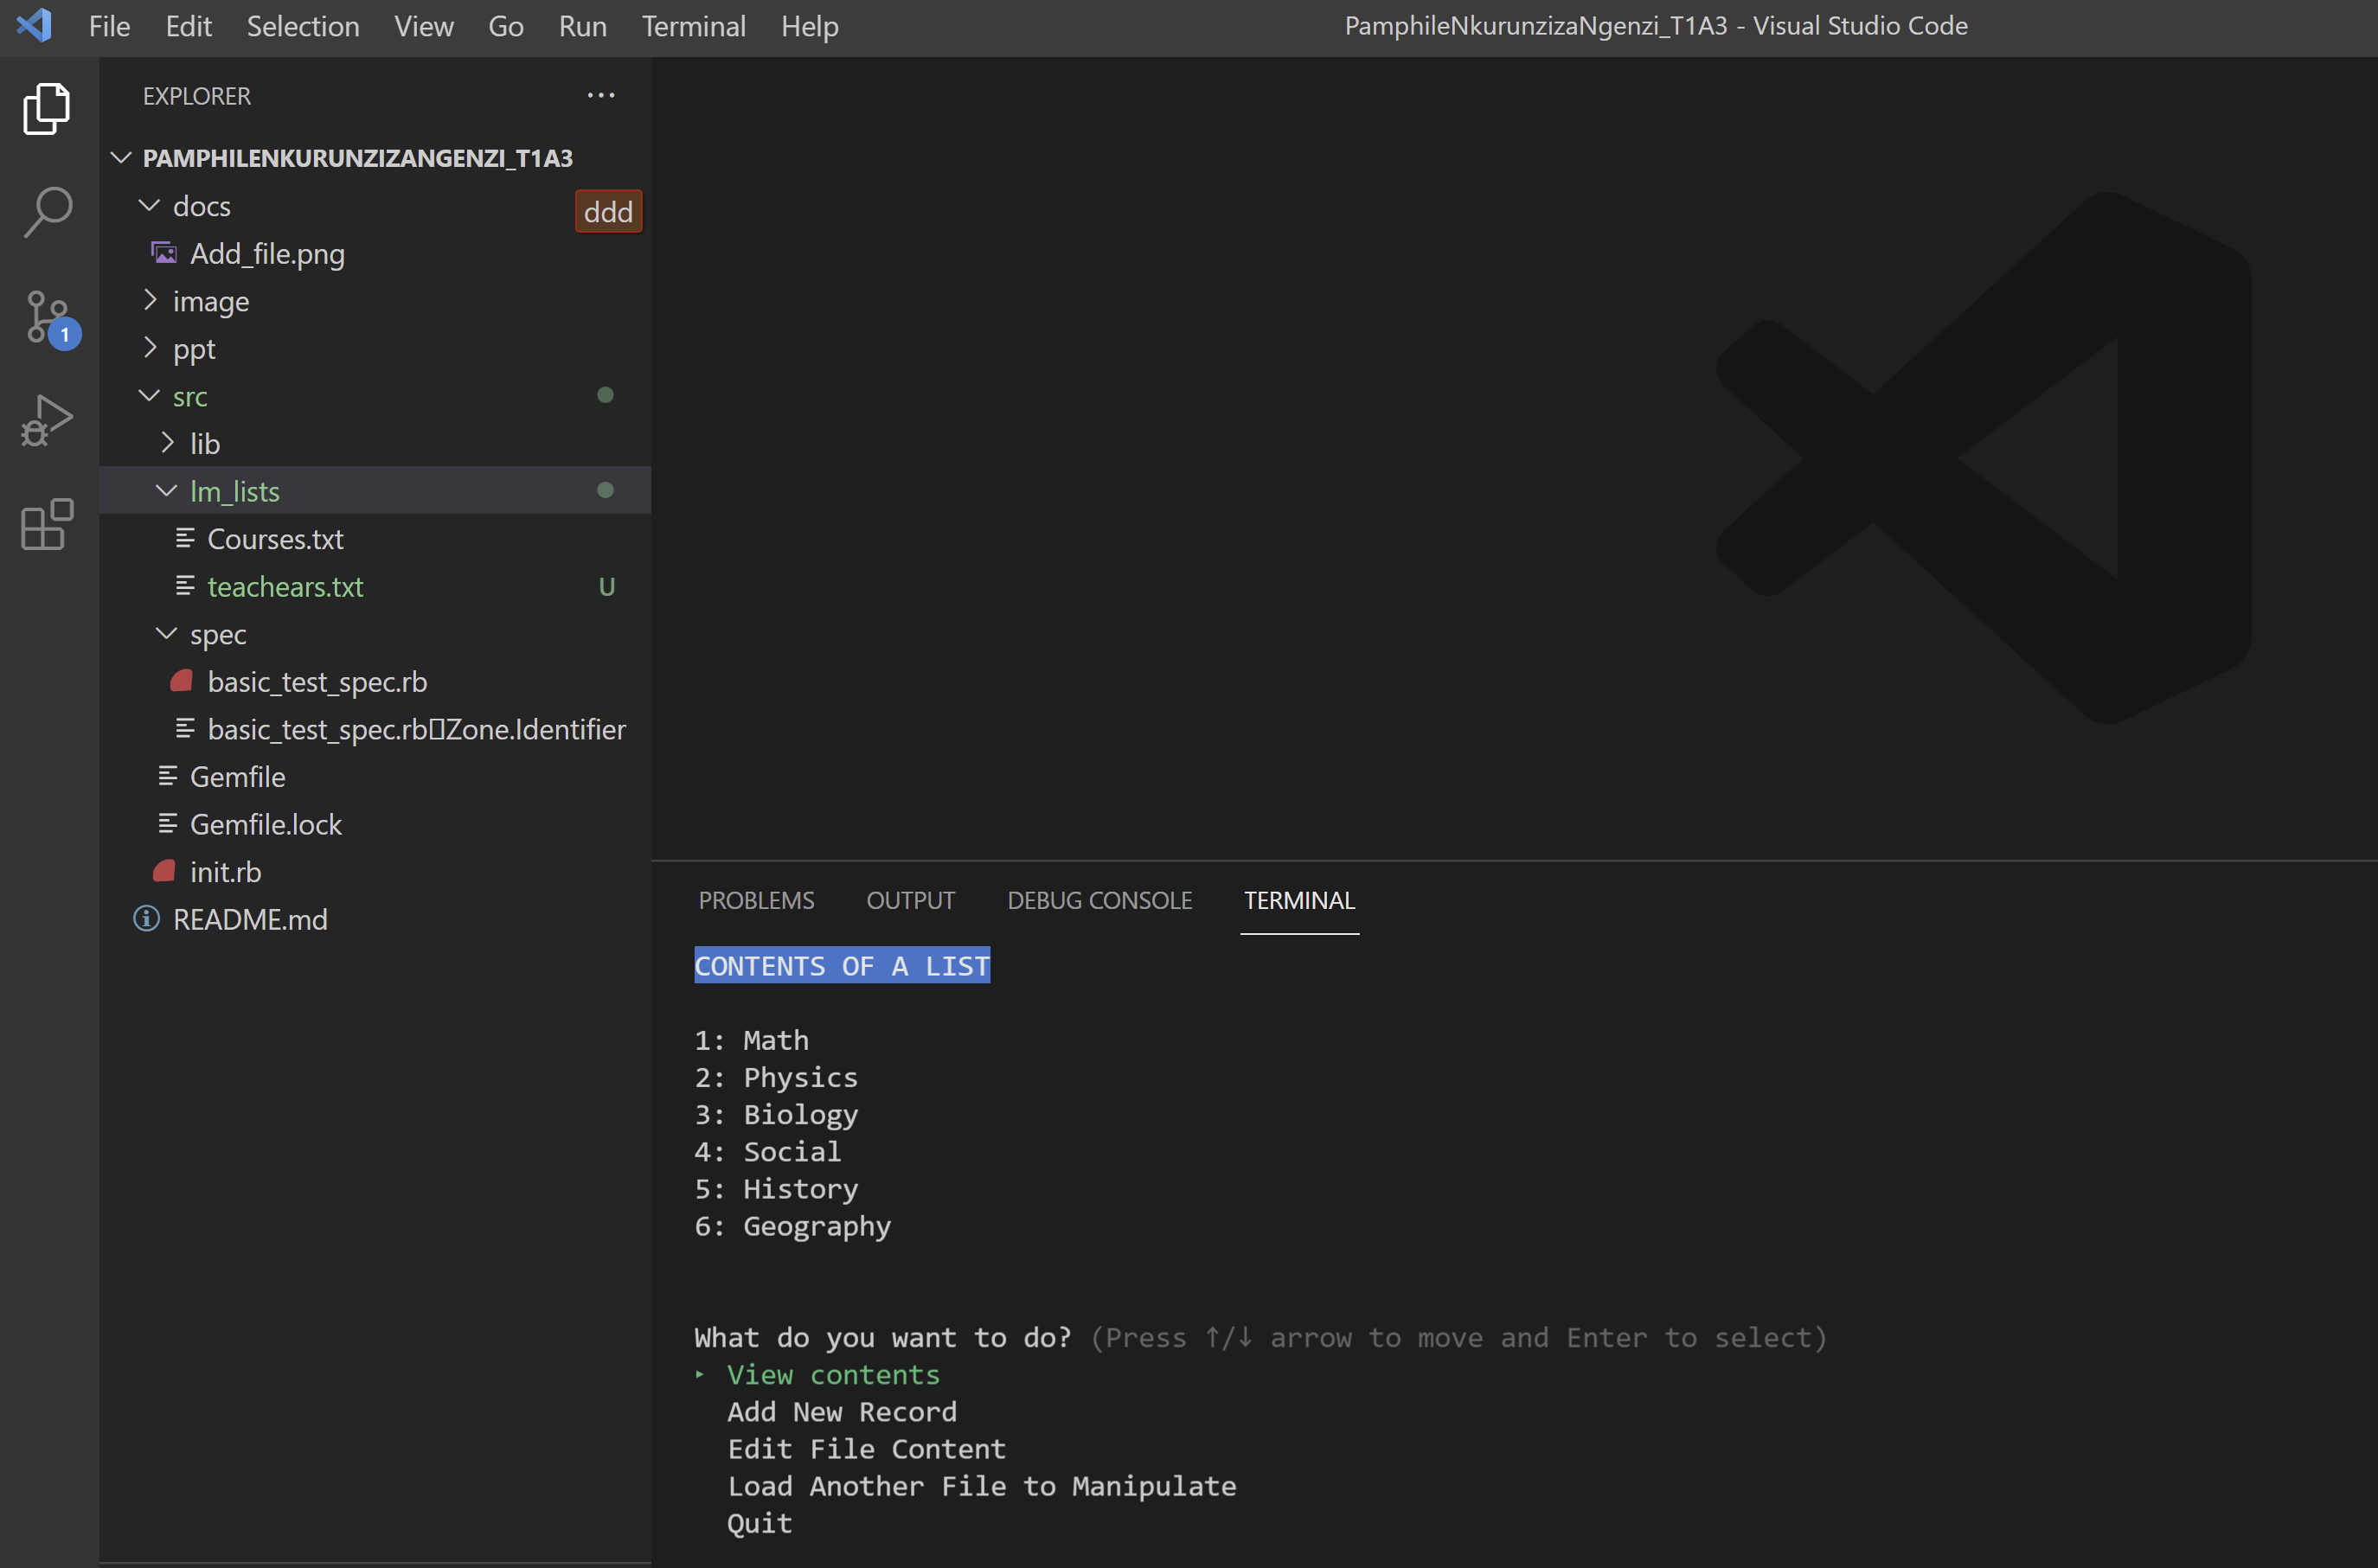 File Edit Selection View Go Run Terminal Help
PamphileNkurunzizaNgenzi_T1A3 - Visual Studio Code
EXPLORER
PAMPHILENKURUNZIZANGENZI_T1A3
docs
ddd
Add_file.png
image
ppt
src
lib
lm_lists
Courses.txt
teachears.txt U
spec
basic_test_spec.rb
basic_test_spec.rb▯Zone.Identifier
Gemfile
Gemfile.lock
init.rb
README.md
1
PROBLEMS OUTPUT DEBUG CONSOLE TERMINAL
CONTENTS OF A LIST
1: Math
2: Physics
3: Biology
4: Social
5: History
6: Geography
What do you want to do? (Press ↑/↓ arrow to move and Enter to select)
‣ View contents
Add New Record
Edit File Content
Load Another File to Manipulate
Quit